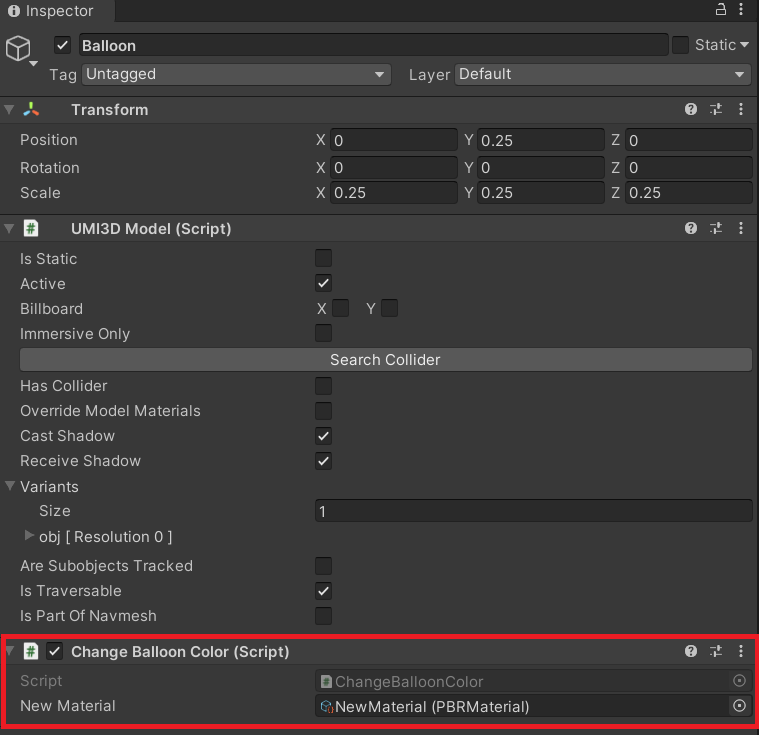 Inspector
Balloon Static
Tag Untagged Layer Default
Transform
Position X 0 Y 0.25 Z 0
Rotation X 0 Y 0 Z 0
Scale X 0.25 Y 0.25 Z 0.25
# UMI3D Model (Script)
Is Static
Active
Billboard X Y
Immersive Only
Search Collider
Has Collider
Override Model Materials
Cast Shadow
Receive Shadow
Variants
Size 1
obj [ Resolution 0 ]
Are Subobjects Tracked
Is Traversable
Is Part Of Navmesh
# Change Balloon Color (Script)
Script # ChangeBalloonColor
New Material NewMaterial (PBRMaterial)